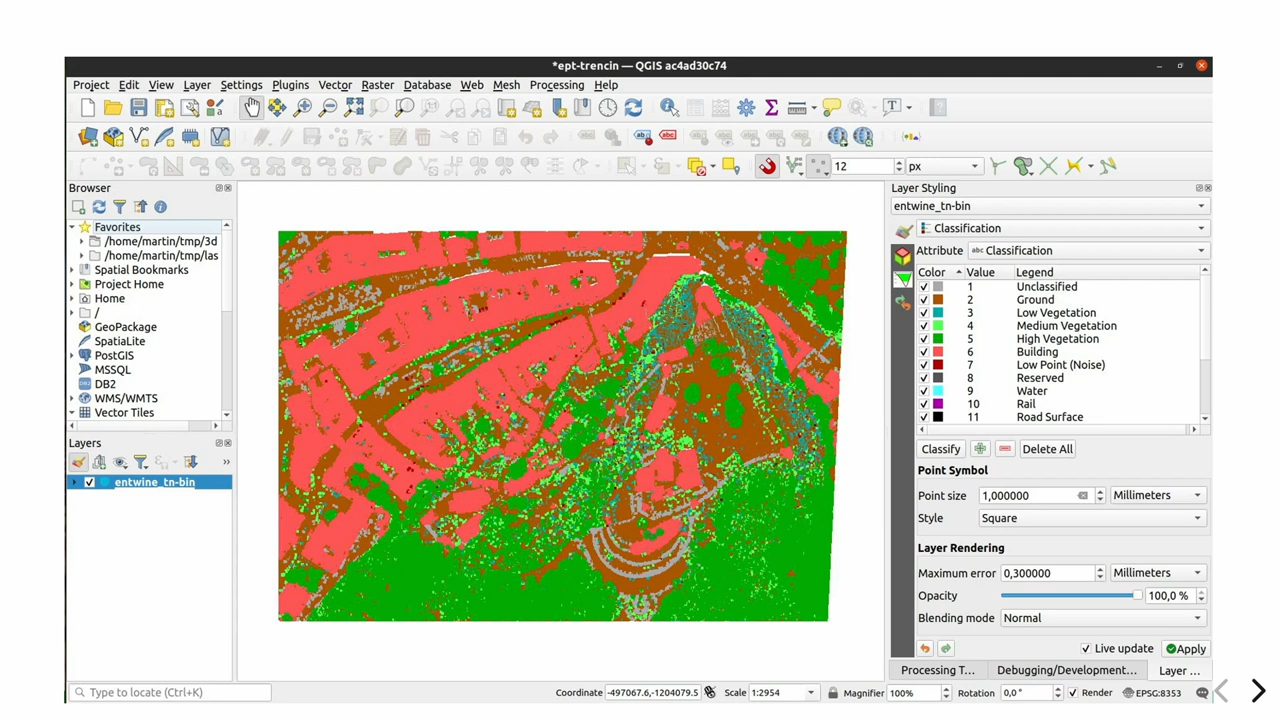 *ept-trencin — QGIS ac4ad30c74
Project Edit View Layer Settings Plugins Vector Raster Database Web Mesh Processing Help
12 px
Browser
Favorites
/home/martin/tmp/3d
/home/martin/tmp/las
Spatial Bookmarks
Project Home
Home
/
GeoPackage
SpatiaLite
PostGIS
MSSQL
DB2
WMS/WMTS
Vector Tiles
Layers
entwine_tn-bin
Layer Styling
entwine_tn-bin
Classification
Attribute abc Classification
Color Value Legend
1 Unclassified
2 Ground
3 Low Vegetation
4 Medium Vegetation
5 High Vegetation
6 Building
7 Low Point (Noise)
8 Reserved
9 Water
10 Rail
11 Road Surface
Classify Delete All
Point Symbol
Point size 1,000000 Millimeters
Style Square
Layer Rendering
Maximum error 0,300000 Millimeters
Opacity 100,0 %
Blending mode Normal
Live update Apply
Processing T... Debugging/Development... Layer ...
Type to locate (Ctrl+K) Coordinate -497067.6,-1204079.5 Scale 1:2954 Magnifier 100% Rotation 0,0 ° Render EPSG:8353